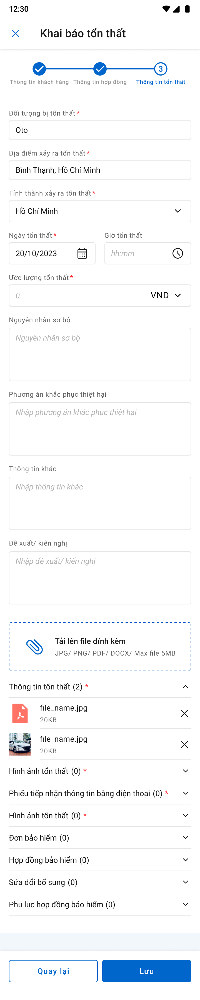 12:30
Khai báo tổn thất
3
Thông tin khách hàng Thông tin hợp đồng Thông tin tổn thất
Đối tượng bị tổn thất *
Oto
Địa điểm xảy ra tổn thất *
Bình Thạnh, Hồ Chí Minh
Tỉnh thành xảy ra tổn thất *
Hồ Chí Minh
Ngày tổn thất * Giờ tổn thất
20/10/2023 hh:mm
Ước lượng tổn thất *
0 VND
Nguyên nhân sơ bộ
Nguyên nhân sơ bộ
Phương án khắc phục thiệt hại
Nhập phương án khắc phục thiệt hại
Thông tin khác
Nhập thông tin khác
Đề xuất/ kiên nghị
Nhập đề xuất/ kiến nghị
Tải lên file đính kèm
JPG/ PNG/ PDF/ DOCX/ Max file 5MB
Thông tin tổn thất (2) *
file_name.jpg
20KB
file_name.jpg
20KB
Hình ảnh tổn thất (0) *
Phiếu tiếp nhận thông tin bằng điện thoại (0) *
Hình ảnh tổn thất (0) *
Đơn bảo hiểm (0)
Hợp đồng bảo hiểm (0)
Sửa đổi bổ sung (0)
Phụ lục hợp đồng bảo hiểm (0)
Quay lại Lưu